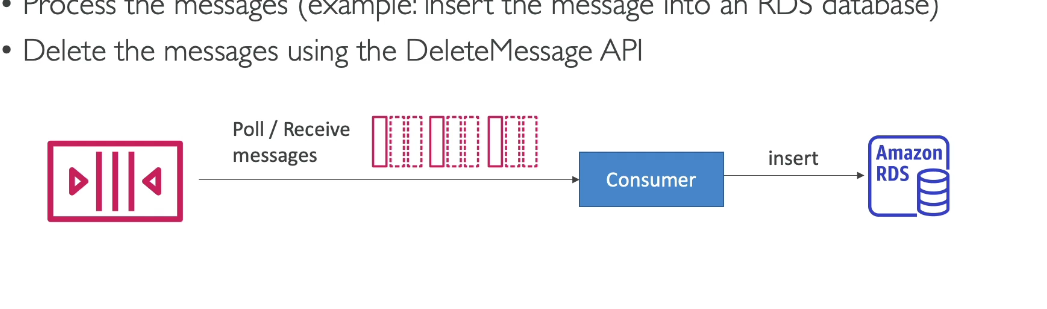 • Process the messages (example: insert the message into an RDS database)
• Delete the messages using the DeleteMessage API
Poll / Receive
messages
Consumer
insert
Amazon
RDS